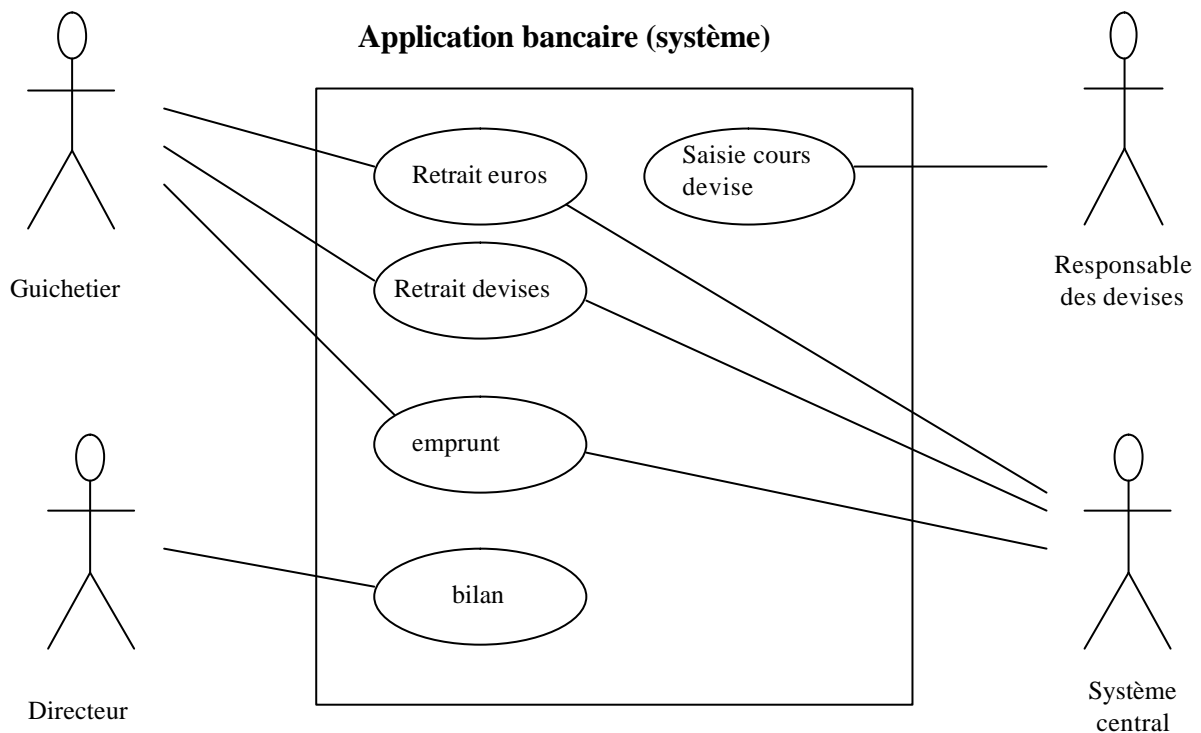 Application bancaire (système)
Retrait euros
Saisie cours
devise
Retrait devises
Guichetier
Responsable
des devises
emprunt
bilan
Directeur
Système
central